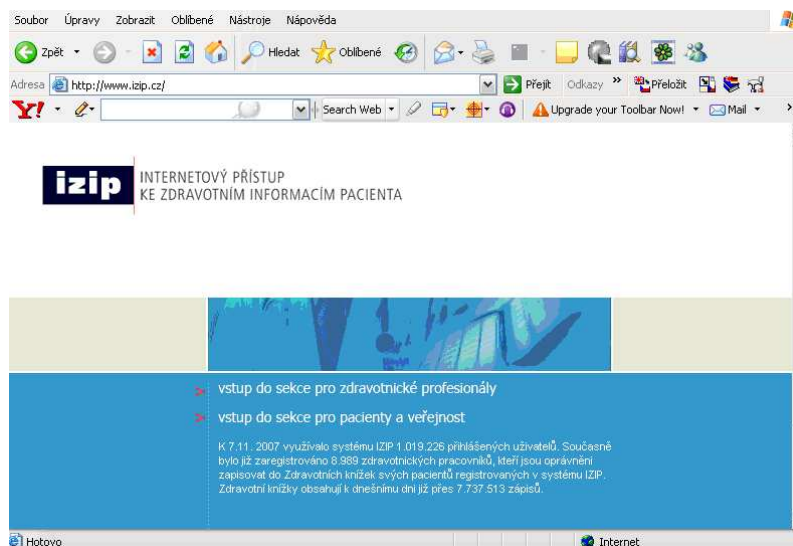 Soubor Úpravy Zobrazit Oblíbené Nástroje Nápověda
Zpět Hledat Oblíbené
Adresa http://www.izip.cz/ Přejít Odkazy » Přeložit
Y! Search Web Upgrade your Toolbar Now! Mail
izip INTERNETOVÝ PŘÍSTUP
KE ZDRAVOTNÍM INFORMACÍM PACIENTA
vstup do sekce pro zdravotnické profesionály
vstup do sekce pro pacienty a veřejnost
K 7.11. 2007 využívalo systému IZIP 1.019.226 přihlášených uživatelů. Současně
bylo již zaregistrováno 8.989 zdravotnických pracovníků, kteří jsou oprávnění
zapisovat do Zdravotních knížek svých pacientů registrovaných v systému IZIP.
Zdravotní knížky obsahují k dnešnímu dni již přes 7.737.513 zápisů.
Hotovo Internet